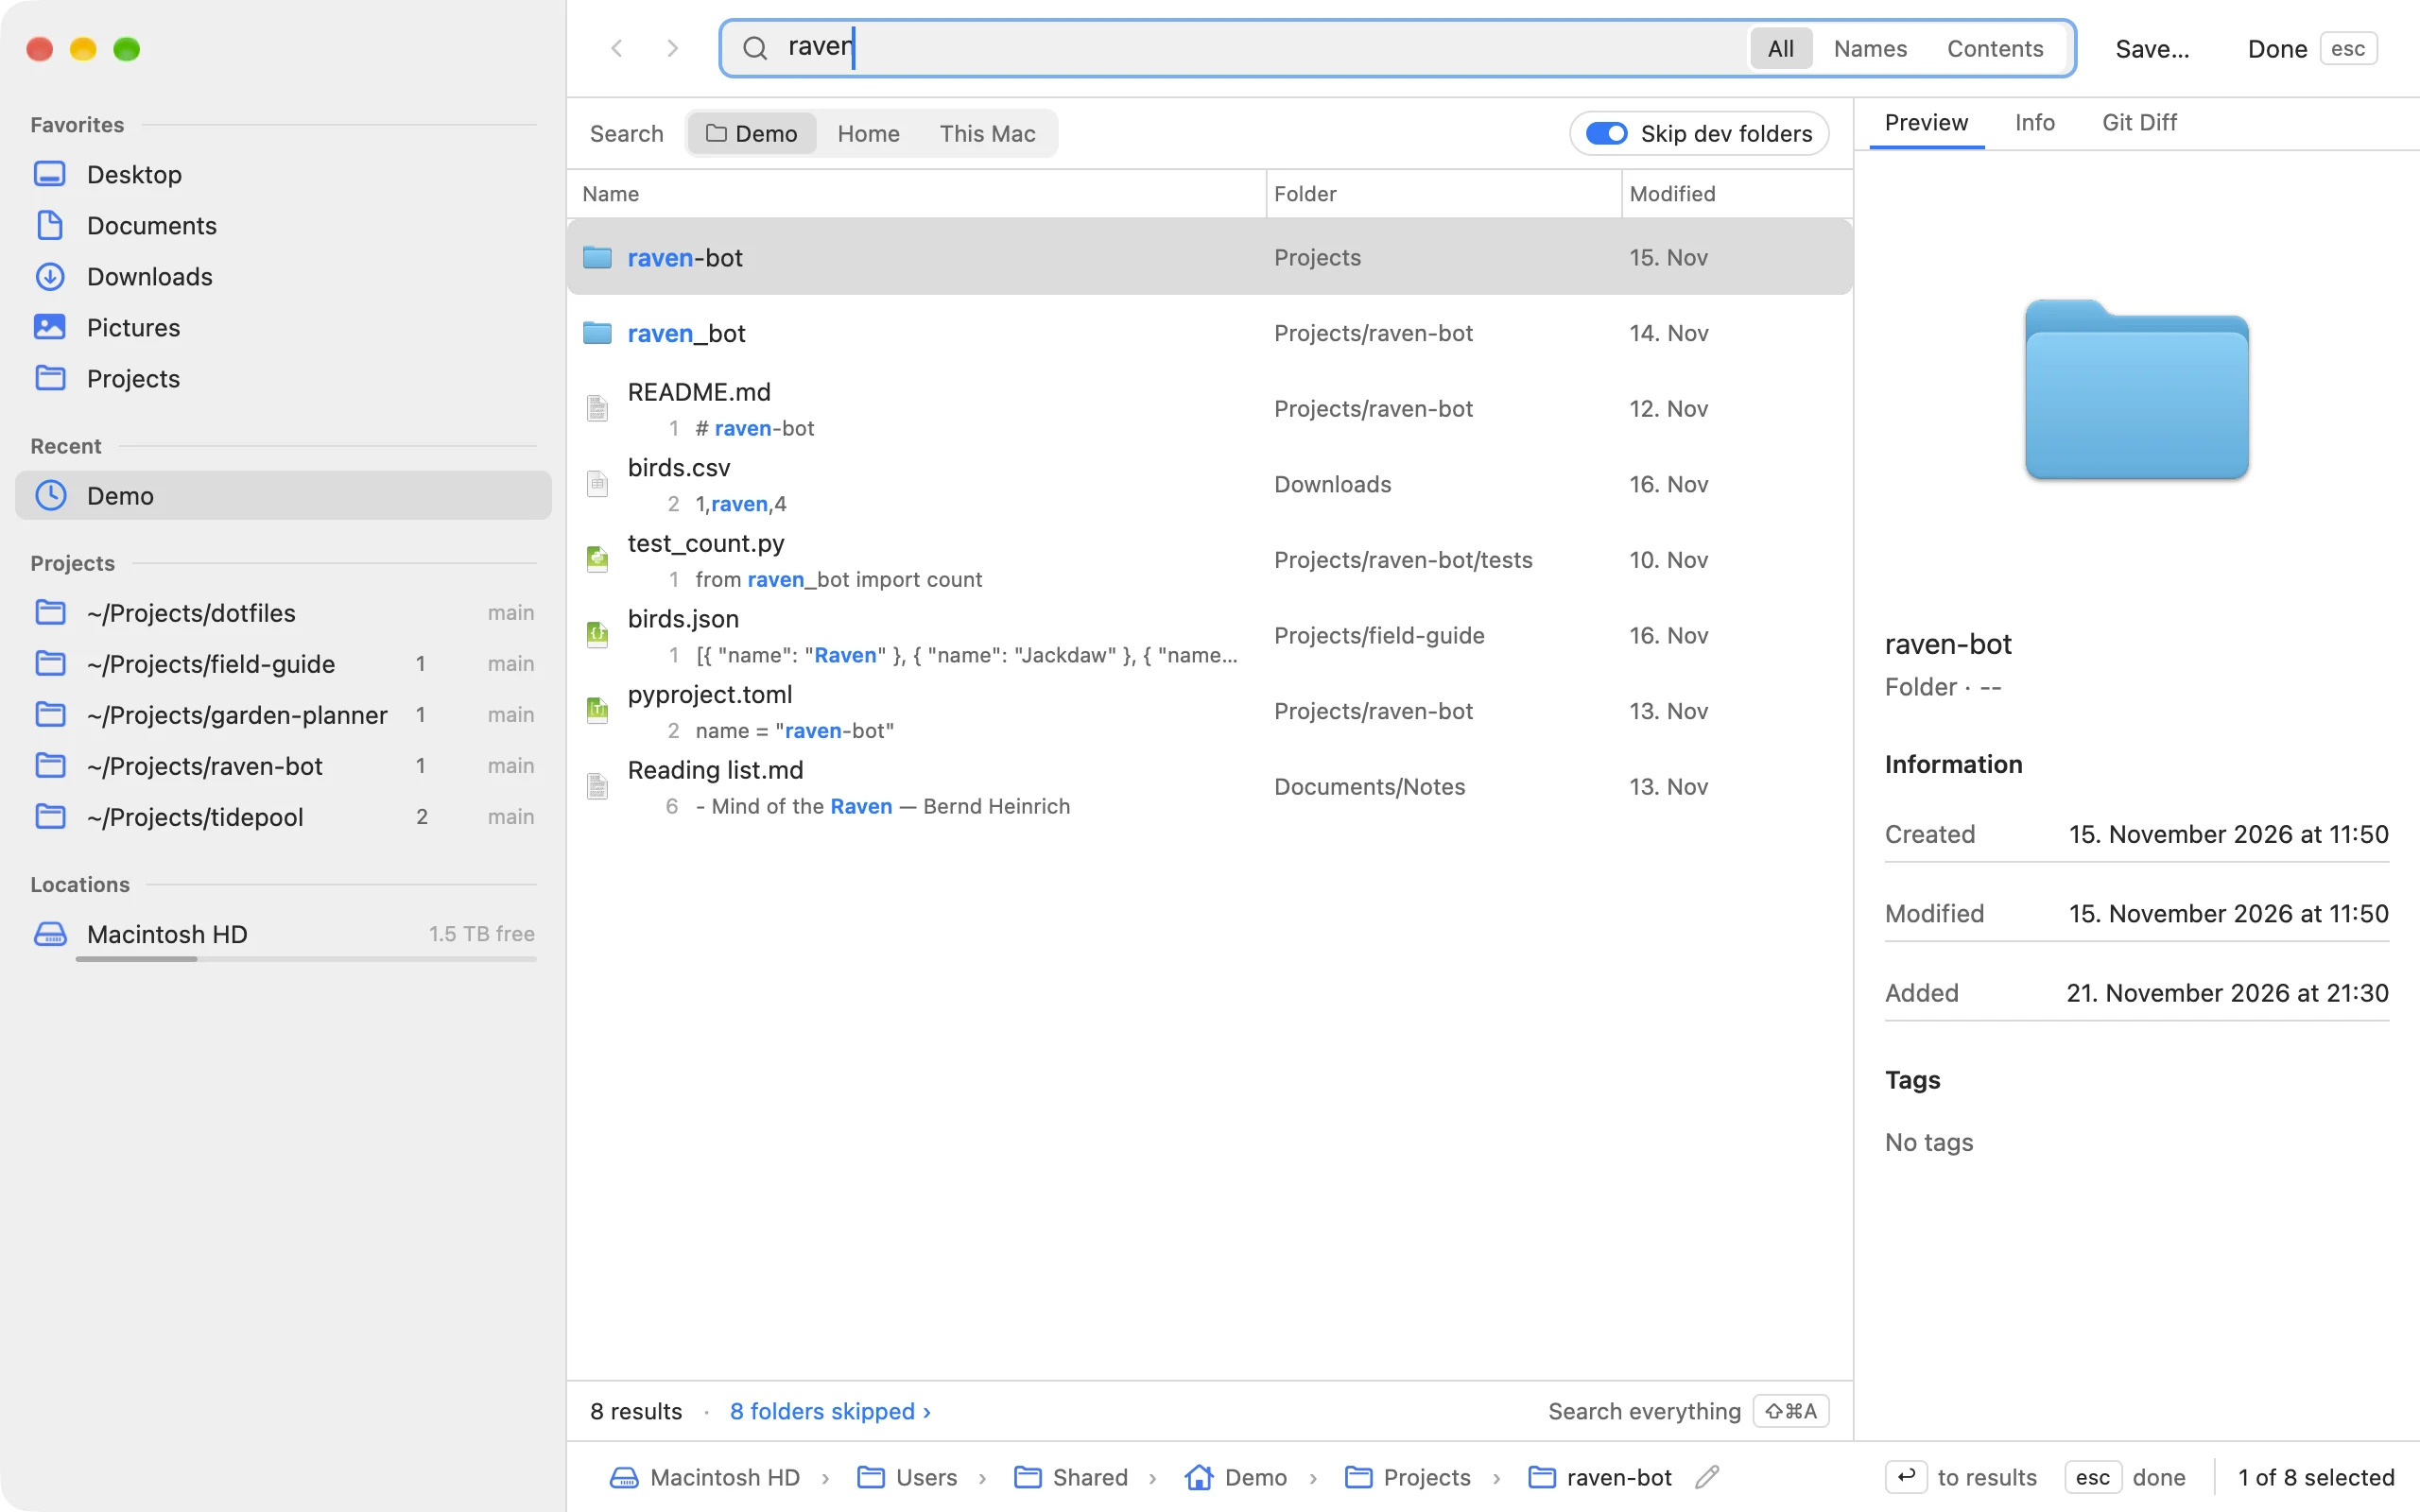 raven
All Names Contents
Save...
Done esc
Favorites
Desktop
Documents
Downloads
Pictures
Projects
Recent
Demo
Projects
~/Projects/dotfiles main
~/Projects/field-guide 1 main
~/Projects/garden-planner 1 main
~/Projects/raven-bot 1 main
~/Projects/tidepool 2 main
Locations
Macintosh HD 1.5 TB free
Search Demo Home This Mac
Skip dev folders
Name Folder Modified
raven-bot Projects 15. Nov
raven_bot Projects/raven-bot 14. Nov
README.md Projects/raven-bot 12. Nov
1 # raven-bot
birds.csv Downloads 16. Nov
2 1,raven,4
test_count.py Projects/raven-bot/tests 10. Nov
1 from raven_bot import count
birds.json Projects/field-guide 16. Nov
1 [{ "name": "Raven" }, { "name": "Jackdaw" }, { "name...
pyproject.toml Projects/raven-bot 13. Nov
2 name = "raven-bot"
Reading list.md Documents/Notes 13. Nov
6 - Mind of the Raven — Bernd Heinrich
8 results · 8 folders skipped ›
Search everything ⇧⌘A
Macintosh HD › Users › Shared › Demo › Projects › raven-bot
Preview Info Git Diff
raven-bot
Folder · --
Information
Created 15. November 2026 at 11:50
Modified 15. November 2026 at 11:50
Added 21. November 2026 at 21:30
Tags
No tags
↩ to results esc done 1 of 8 selected